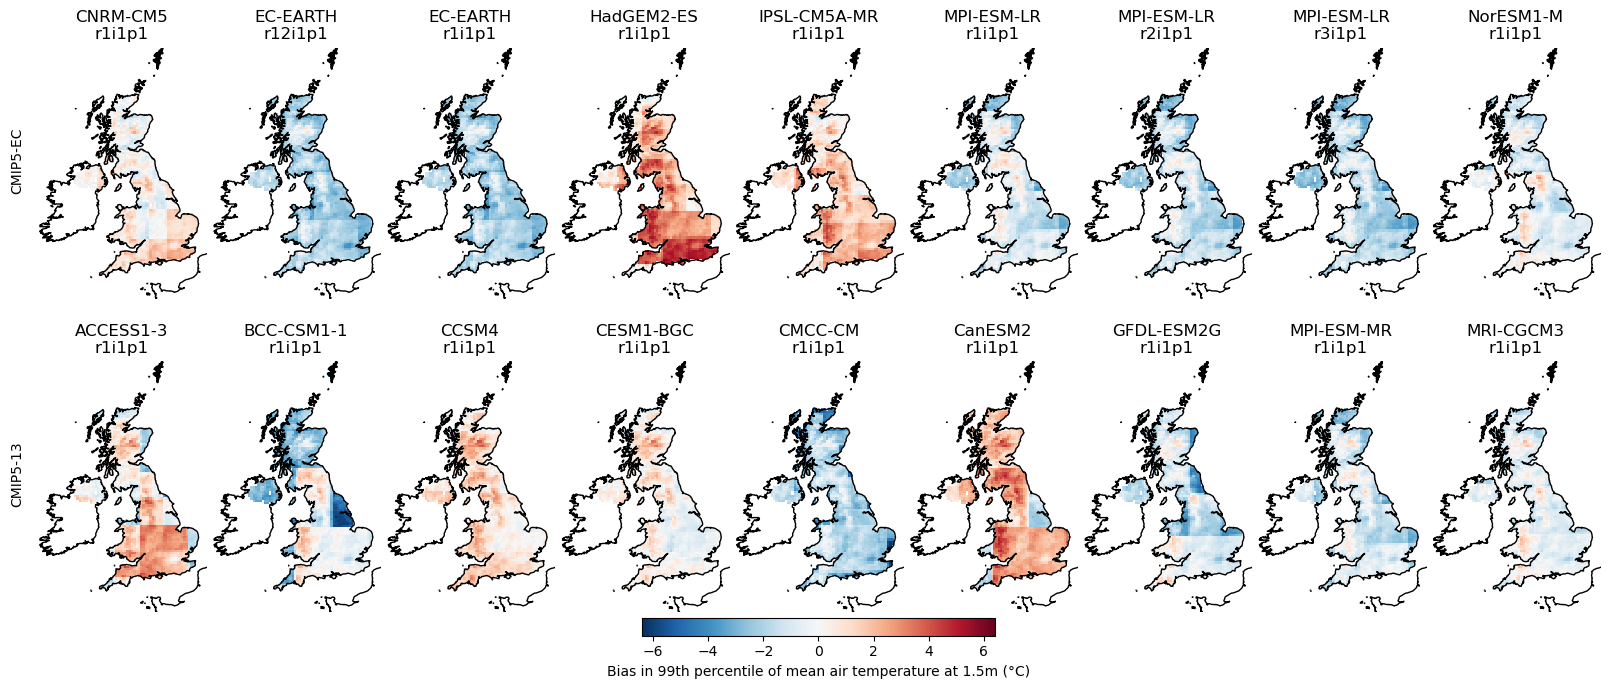 CNRM-CM5 EC-EARTH EC-EARTH HadGEM2-ES IPSL-CM5A-MR MPI-ESM-LR MPI-ESM-LR MPI-ESM-LR NorESM1-M
r1i1p1 r12i1p1 r1i1p1 r1i1p1 r1i1p1 r1i1p1 r2i1p1 r3i1p1 r1i1p1
CMIP5-EC
ACCESS1-3 BCC-CSM1-1 CCSM4 CESM1-BGC CMCC-CM CanESM2 GFDL-ESM2G MPI-ESM-MR MRI-CGCM3
r1i1p1 r1i1p1 r1i1p1 r1i1p1 r1i1p1 r1i1p1 r1i1p1 r1i1p1 r1i1p1
CMIP5-13
−6 −4 −2 0 2 4 6
Bias in 99th percentile of mean air temperature at 1.5m (°C)